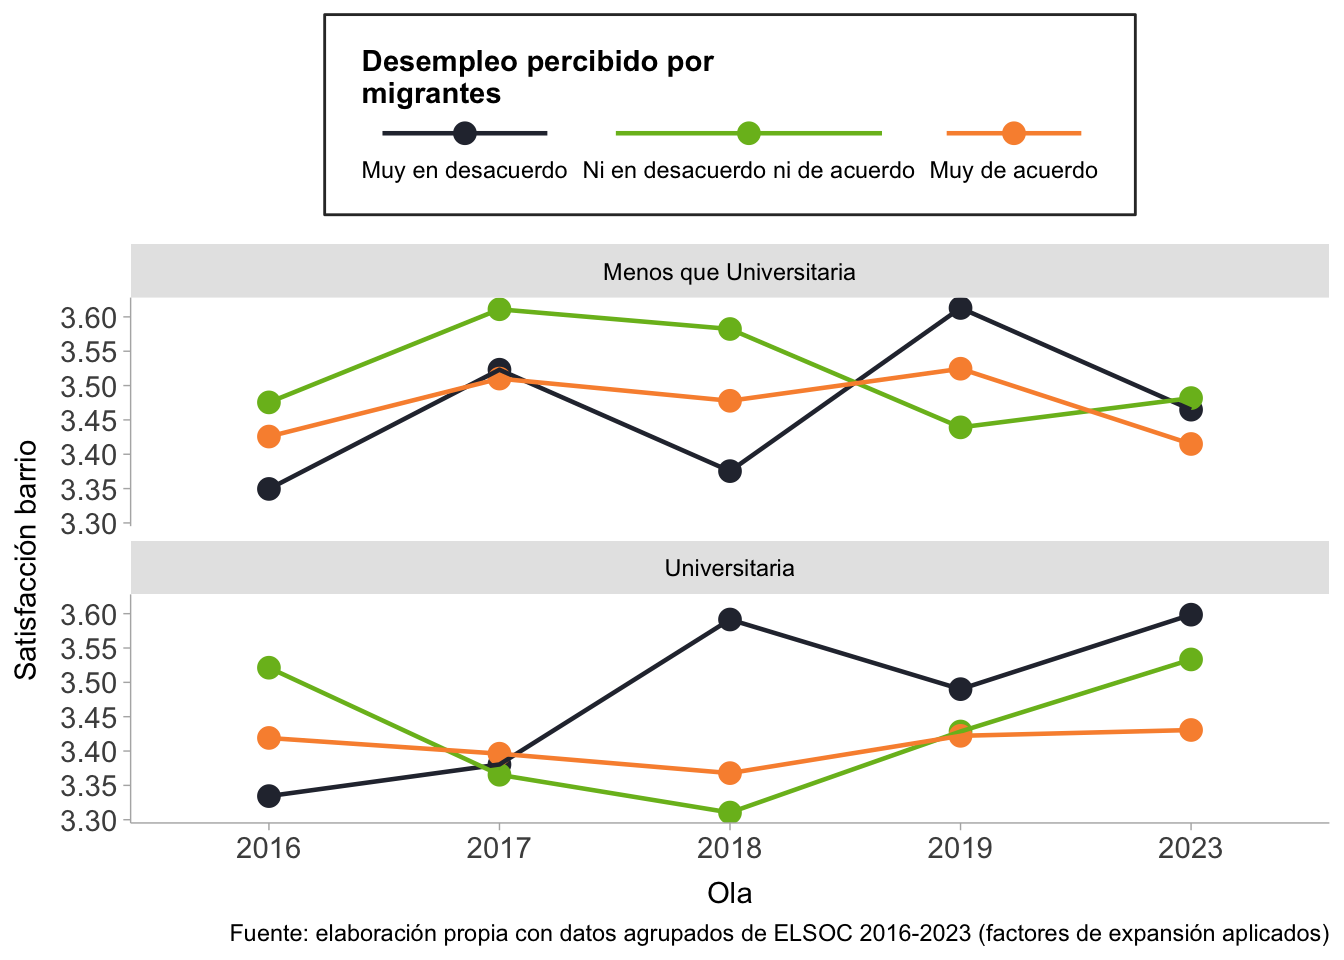 Desempleo percibido por
migrantes
Muy en desacuerdo Ni en desacuerdo ni de acuerdo Muy de acuerdo
Menos que Universitaria
3.60
3.55
3.50
3.45
3.40
3.35
3.30
Satisfacción barrio
Universitaria
3.60
3.55
3.50
3.45
3.40
3.35
3.30
2016 2017 2018 2019 2023
Ola
Fuente: elaboración propia con datos agrupados de ELSOC 2016-2023 (factores de expansión aplicados)